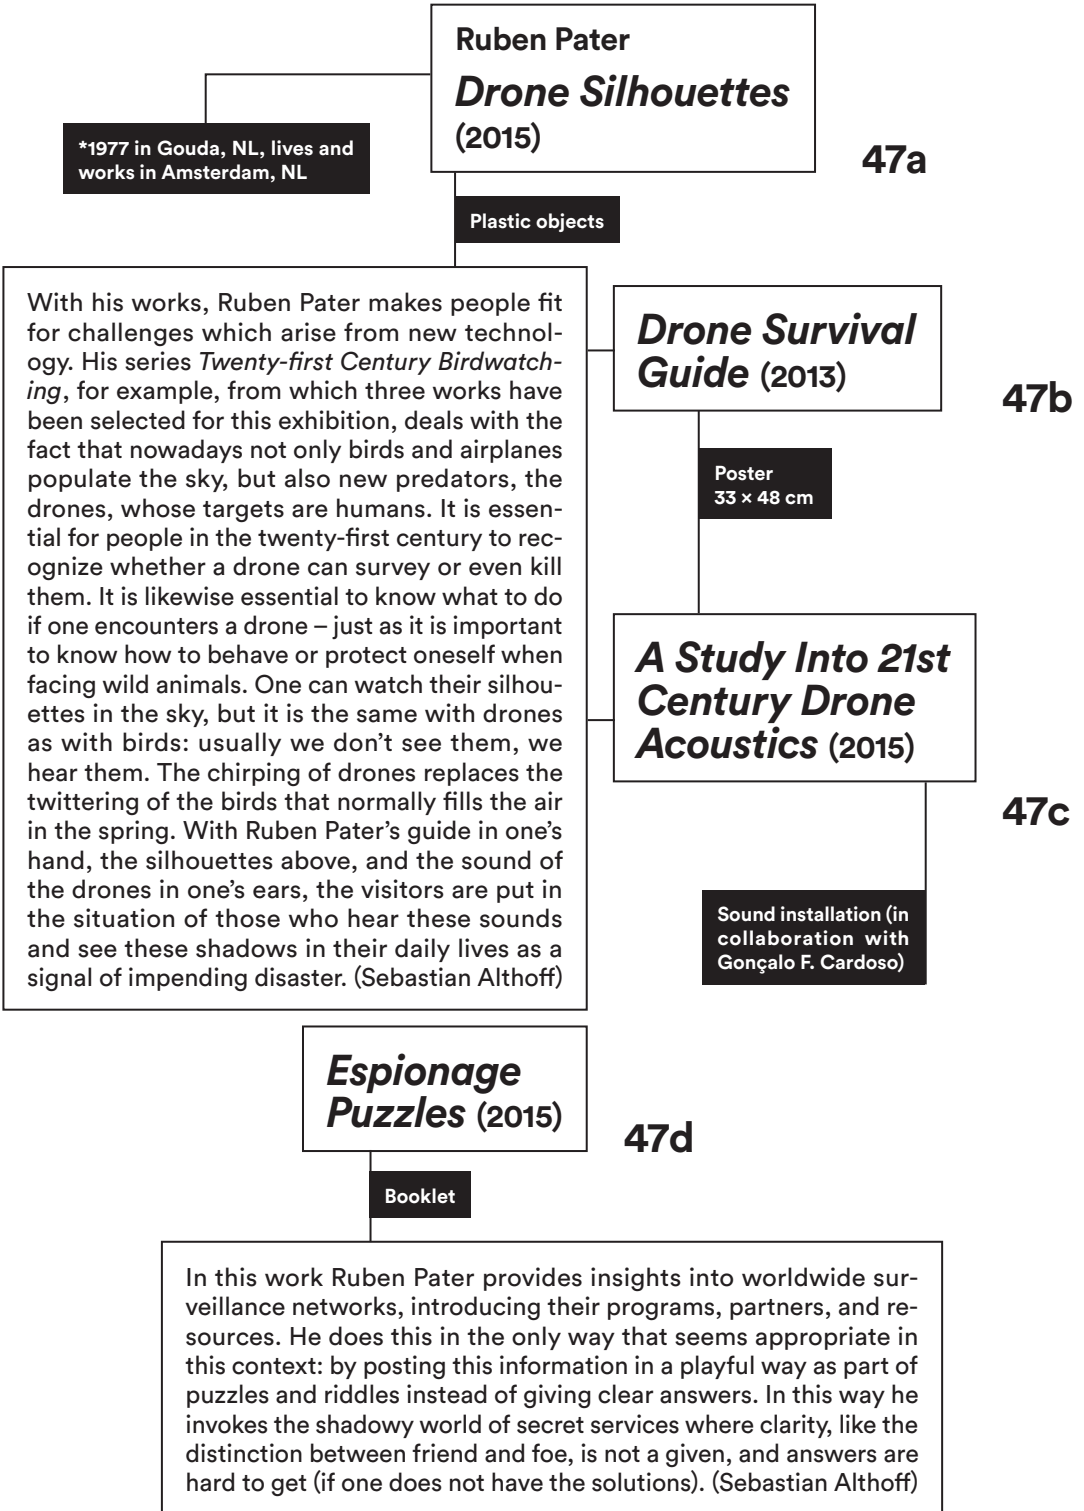 Ruben Pater
Drone Silhouettes
(2015)
*1977 in Gouda, NL, lives and
works in Amsterdam, NL
47a
Plastic objects
With his works, Ruben Pater makes people fit
for challenges which arise from new technol-
ogy. His series Twenty-first Century Birdwatch-
ing, for example, from which three works have
been selected for this exhibition, deals with the
fact that nowadays not only birds and airplanes
populate the sky, but also new predators, the
drones, whose targets are humans. It is essen-
tial for people in the twenty-first century to rec-
ognize whether a drone can survey or even kill
them. It is likewise essential to know what to do
if one encounters a drone – just as it is important
to know how to behave or protect oneself when
facing wild animals. One can watch their silhou-
ettes in the sky, but it is the same with drones
as with birds: usually we don’t see them, we
hear them. The chirping of drones replaces the
twittering of the birds that normally fills the air
in the spring. With Ruben Pater’s guide in one’s
hand, the silhouettes above, and the sound of
the drones in one’s ears, the visitors are put in
the situation of those who hear these sounds
and see these shadows in their daily lives as a
signal of impending disaster. (Sebastian Althoff)
Drone Survival
Guide (2013)
47b
Poster
33 × 48 cm
A Study Into 21st
Century Drone
Acoustics (2015)
47c
Sound installation (in
collaboration with
Gonçalo F. Cardoso)
Espionage
Puzzles (2015)
47d
Booklet
In this work Ruben Pater provides insights into worldwide sur-
veillance networks, introducing their programs, partners, and re-
sources. He does this in the only way that seems appropriate in
this context: by posting this information in a playful way as part of
puzzles and riddles instead of giving clear answers. In this way he
invokes the shadowy world of secret services where clarity, like the
distinction between friend and foe, is not a given, and answers are
hard to get (if one does not have the solutions). (Sebastian Althoff)